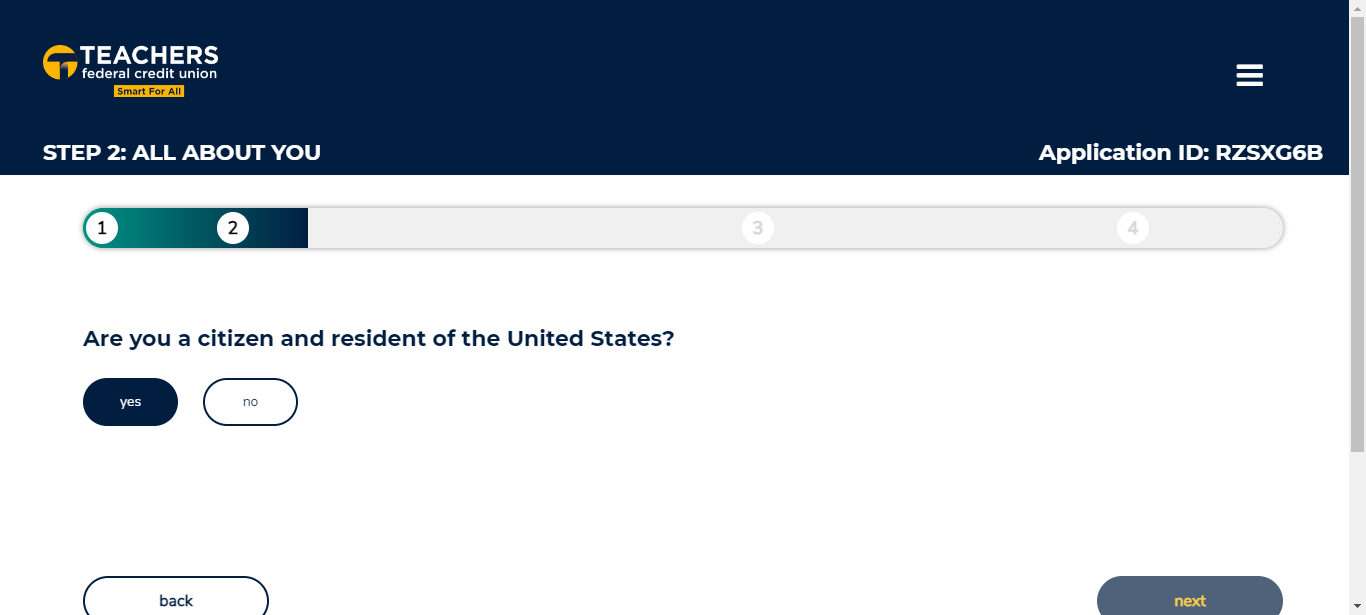 TEACHERS
federal credit union
Smart For All
STEP 2: ALL ABOUT YOU
Application ID: RZSXG6B
1
2
3
4
Are you a citizen and resident of the United States?
yes
no
back
next